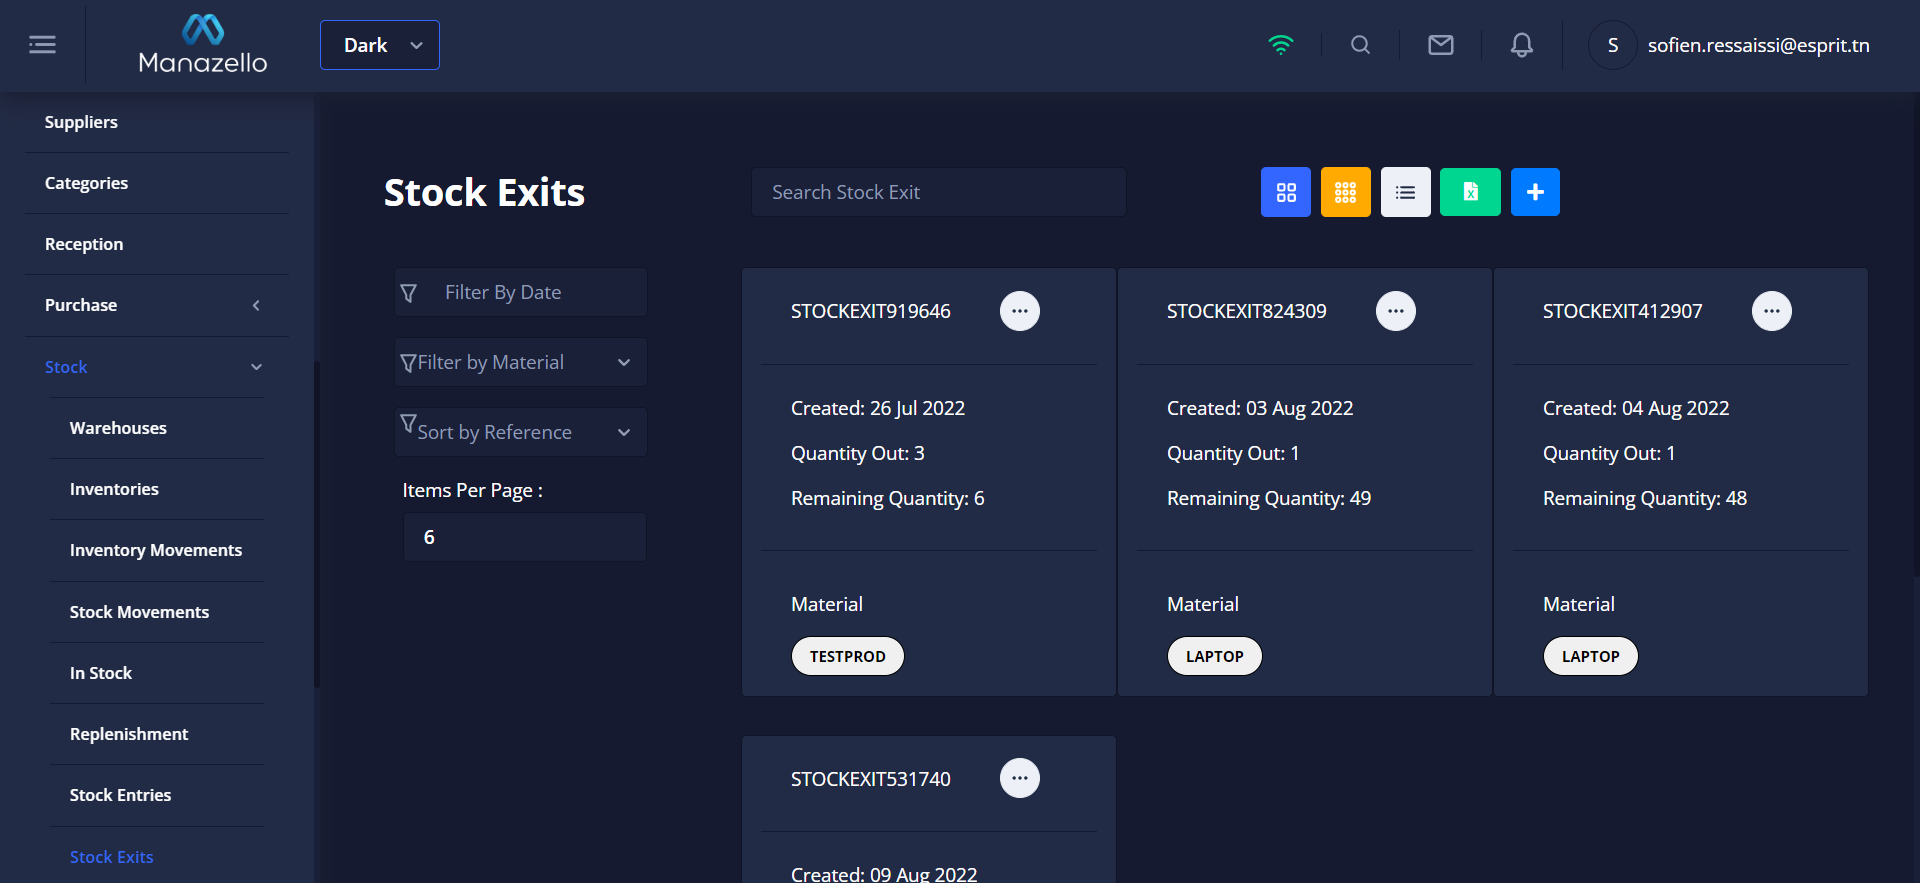 Manazello
Dark
S
sofien.ressaissi@esprit.tn
Suppliers
Categories
Reception
Purchase
Stock
Warehouses
Inventories
Inventory Movements
Stock Movements
In Stock
Replenishment
Stock Entries
Stock Exits
Stock Exits
Search Stock Exit
Filter By Date
Filter by Material
Sort by Reference
Items Per Page :
6
STOCKEXIT919646
Created: 26 Jul 2022
Quantity Out: 3
Remaining Quantity: 6
Material
TESTPROD
STOCKEXIT824309
Created: 03 Aug 2022
Quantity Out: 1
Remaining Quantity: 49
Material
LAPTOP
STOCKEXIT412907
Created: 04 Aug 2022
Quantity Out: 1
Remaining Quantity: 48
Material
LAPTOP
STOCKEXIT531740
Created: 09 Aug 2022